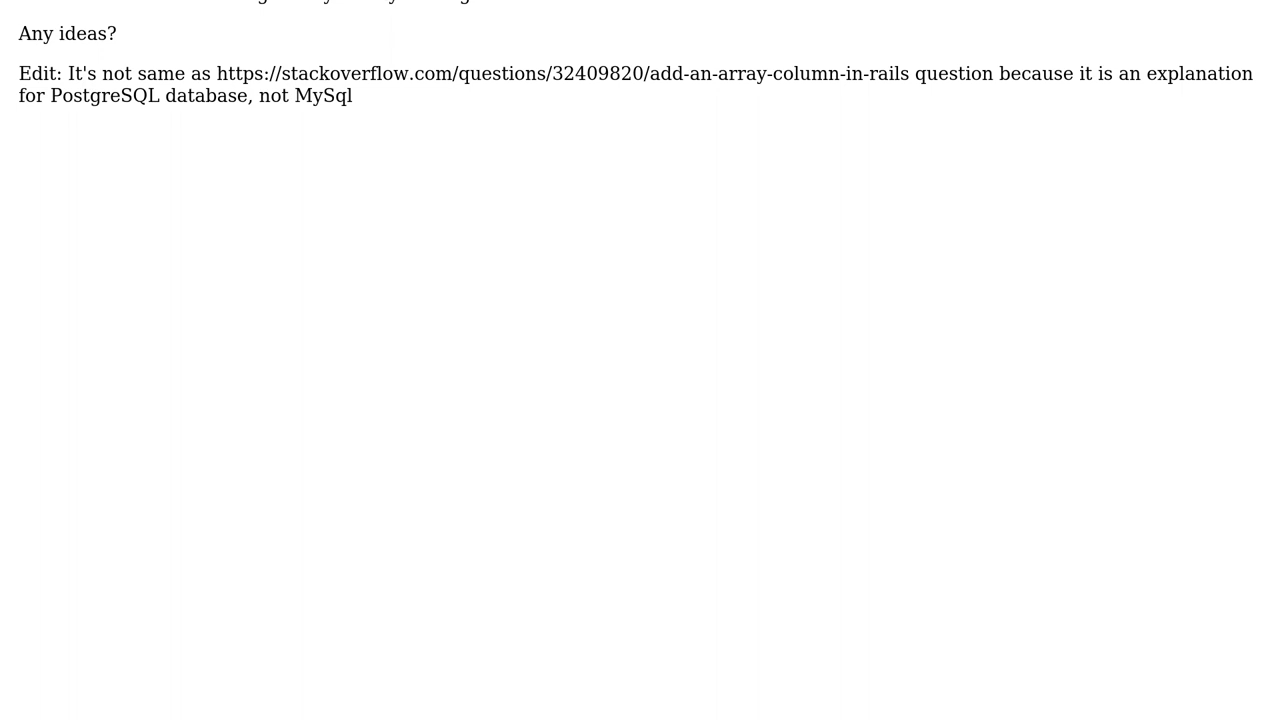 Any ideas?
Edit: It's not same as https://stackoverflow.com/questions/32409820/add-an-array-column-in-rails question because it is an explanation
for PostgreSQL database, not MySql